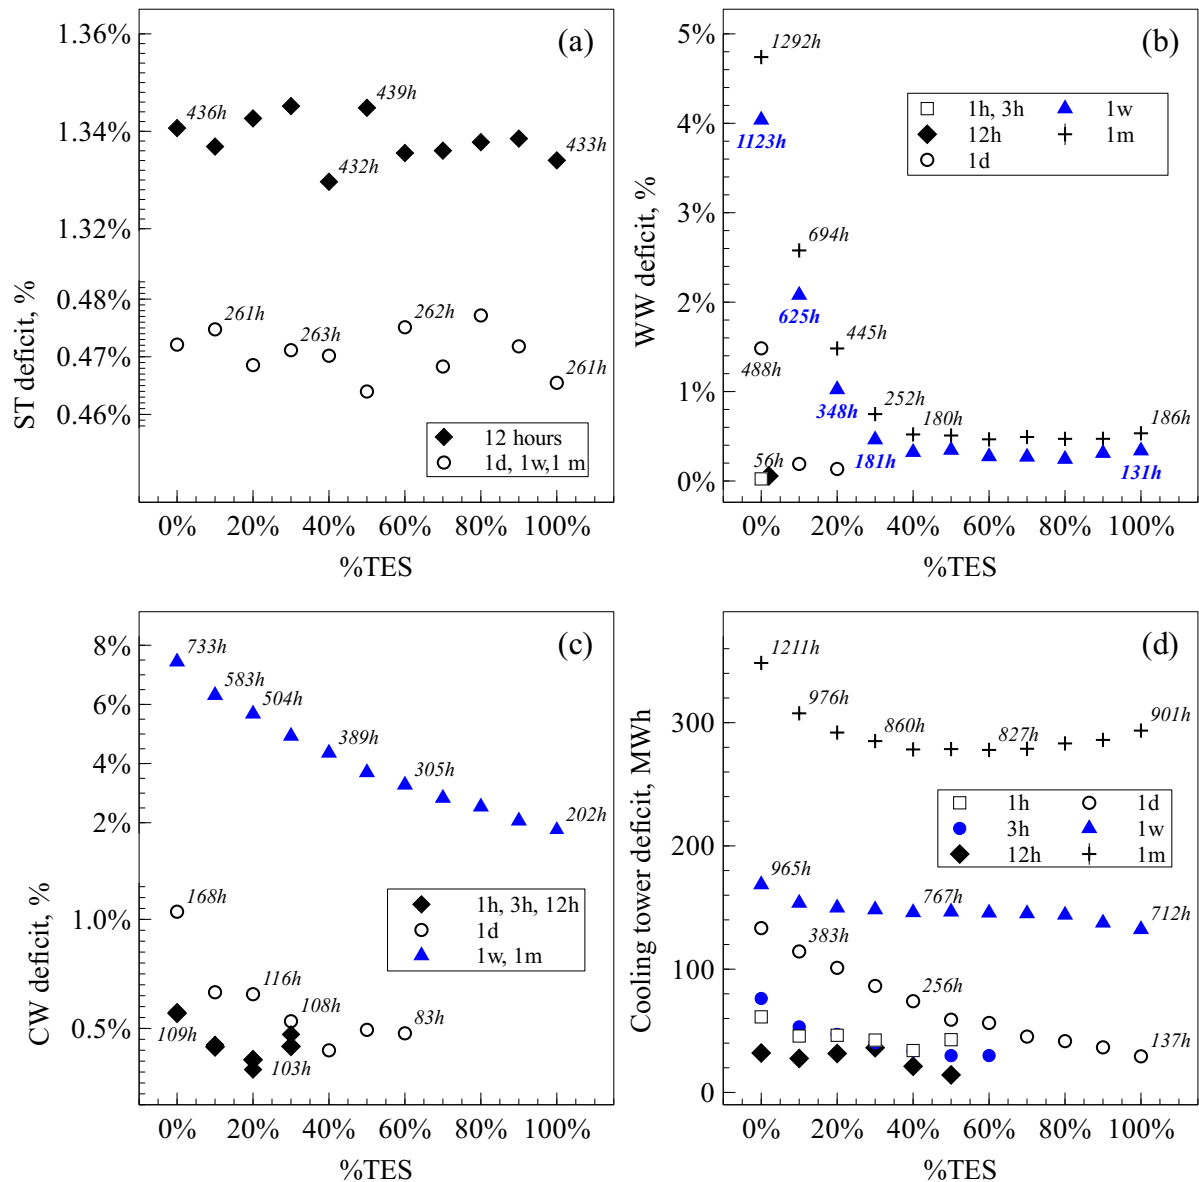 (a)
1.36%
1.34%
1.32%
0.48%
0.47%
0.46%
ST deficit, %
436h
439h
432h
433h
261h
263h
262h
261h
12 hours
1d, 1w,1 m
0% 20% 40% 60% 80% 100%
%TES
(b)
5%
4%
3%
2%
1%
0%
WW deficit, %
1292h
1123h
694h
625h
488h
445h
348h
252h
181h
180h
186h
131h
56h
1h, 3h 1w
12h 1m
1d
0% 20% 40% 60% 80% 100%
%TES
(c)
8%
6%
4%
2%
1.0%
0.5%
CW deficit, %
733h
583h
504h
389h
305h
202h
168h
116h
108h
83h
109h
103h
1h, 3h, 12h
1d
1w, 1m
0% 20% 40% 60% 80% 100%
%TES
(d)
300
200
100
0
Cooling tower deficit, MWh
1211h
976h
860h
827h
901h
1h 1d
3h 1w
12h 1m
965h
767h
712h
383h
256h
137h
0% 20% 40% 60% 80% 100%
%TES